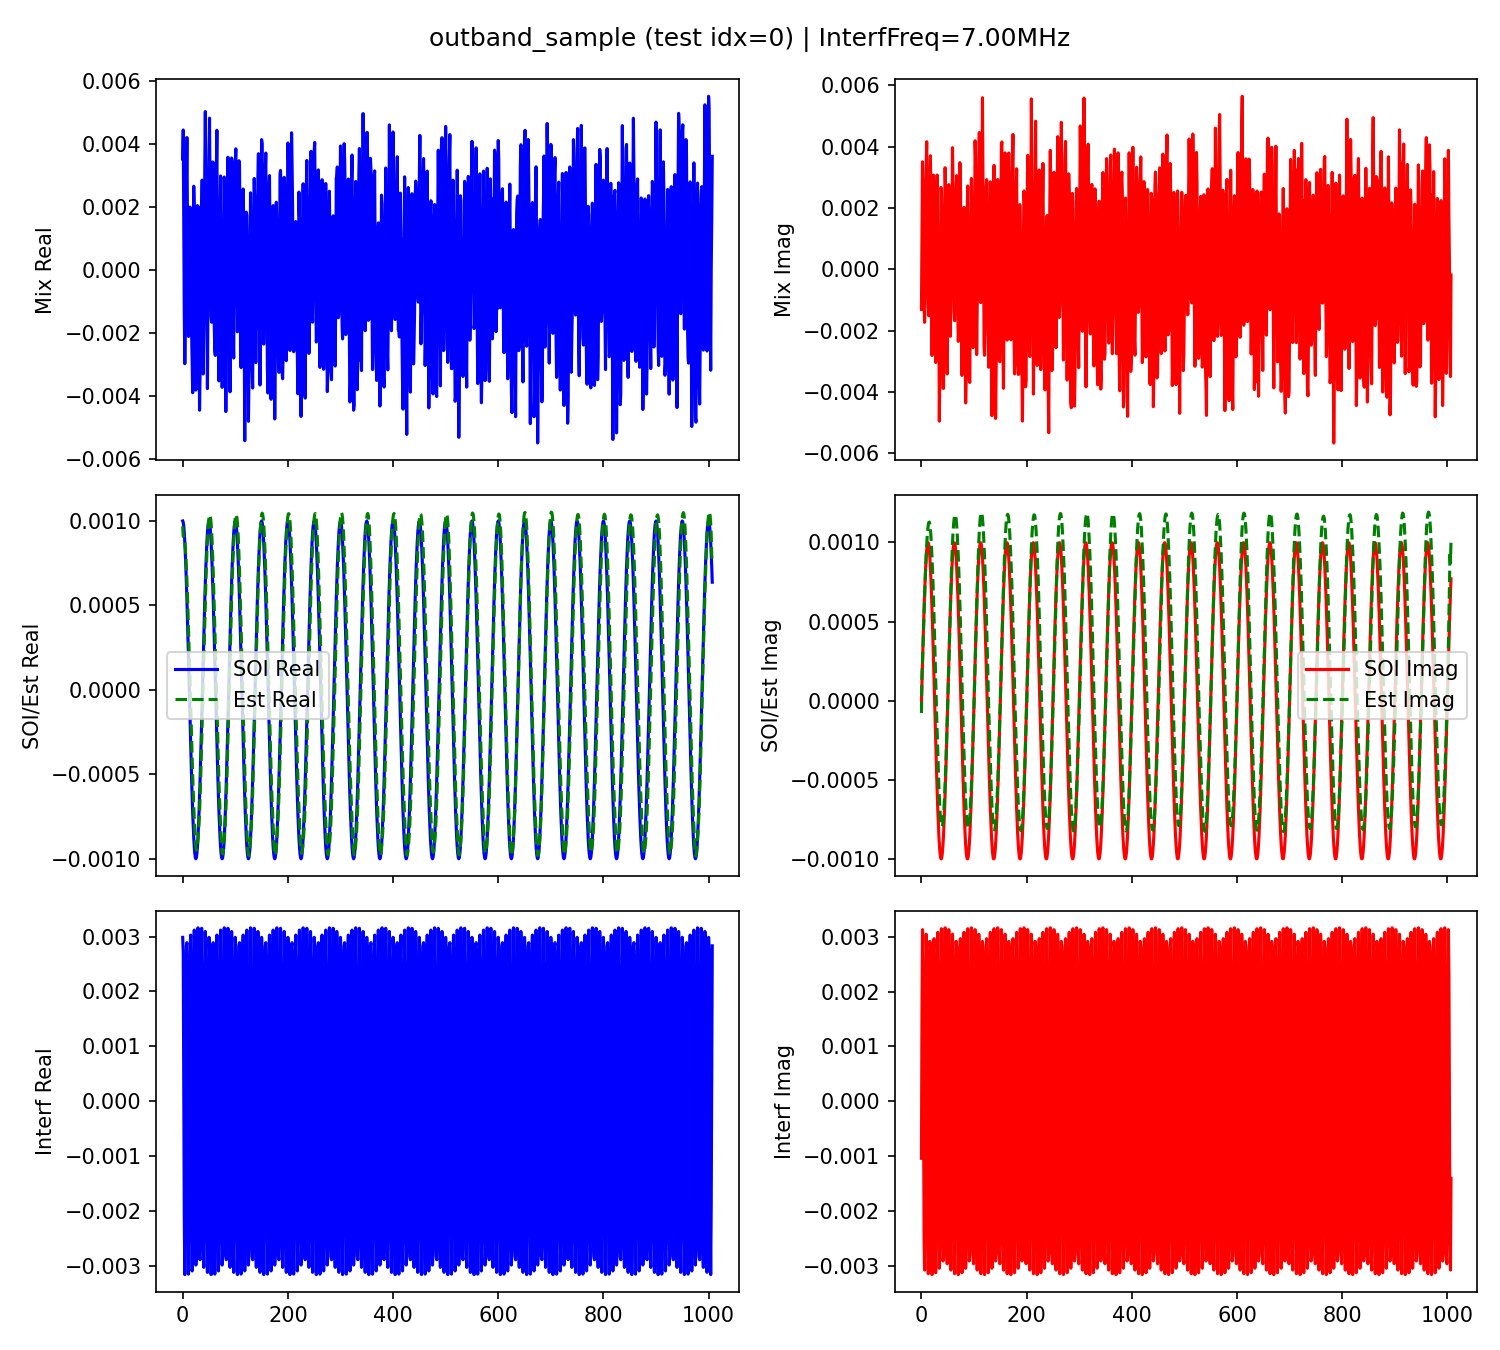 outband_sample (test idx=0) | InterfFreq=7.00MHz
Mix Real
0.006
0.004
0.002
0.000
−0.002
−0.004
−0.006
Mix Imag
0.006
0.004
0.002
0.000
−0.002
−0.004
−0.006
SOI/Est Real
0.0010
0.0005
0.0000
−0.0005
−0.0010
SOI Real
Est Real
SOI/Est Imag
0.0010
0.0005
0.0000
−0.0005
−0.0010
SOI Imag
Est Imag
Interf Real
0.003
0.002
0.001
0.000
−0.001
−0.002
−0.003
0 200 400 600 800 1000
Interf Imag
0.003
0.002
0.001
0.000
−0.001
−0.002
−0.003
0 200 400 600 800 1000